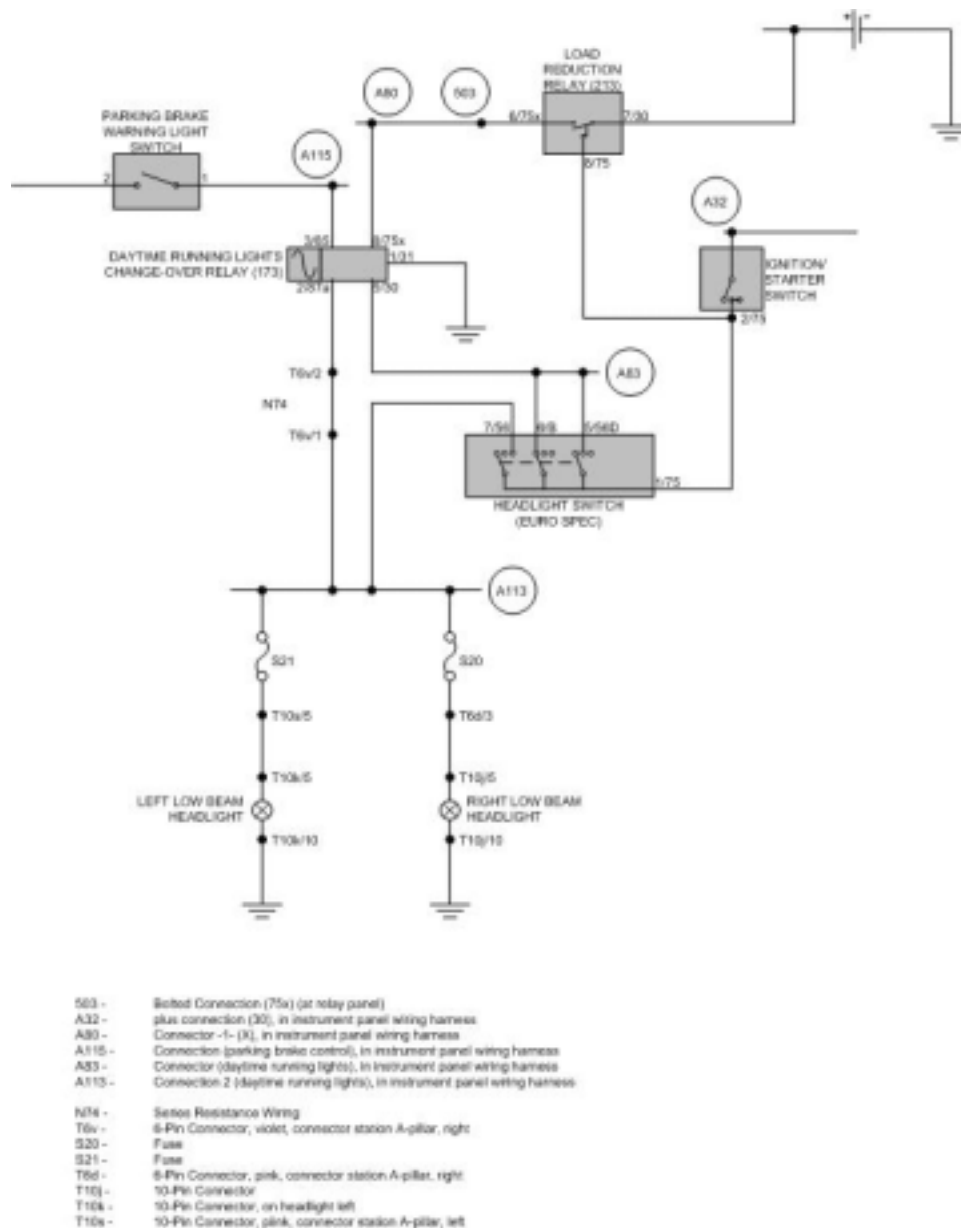 + -
LOAD
REDUCTION
RELAY (213)
A80
503
6/75x
7/30
8/75
PARKING BRAKE
WARNING LIGHT
SWITCH
2
1
A115
A32
IGNITION/
STARTER
SWITCH
2/75
DAYTIME RUNNING LIGHTS
CHANGE-OVER RELAY (173)
3/85
8/75x
1/31
2/87a
5/30
T6v/2
N74
T6v/1
A83
7/56
6/B
5/56D
1/75
HEADLIGHT SWITCH
(EURO SPEC)
A113
S21
S20
T10s/5
T6d/3
T10k/5
T10j/5
LEFT LOW BEAM
HEADLIGHT
RIGHT LOW BEAM
HEADLIGHT
T10k/10
T10j/10
503 - Bolted Connection (75x) (at relay panel)
A32 - plus connection (30), in instrument panel wiring harness
A80 - Connector -1- (X), in instrument panel wiring harness
A115 - Connection (parking brake control), in instrument panel wiring harness
A83 - Connector (daytime running lights), in instrument panel wiring harness
A113 - Connection 2 (daytime running lights), in instrument panel wiring harness
N74 - Series Resistance Wiring
T6v - 6-Pin Connector, violet, connector station A-pillar, right
S20 - Fuse
S21 - Fuse
T6d - 6-Pin Connector, pink, connector station A-pillar, right
T10j - 10-Pin Connector
T10k - 10-Pin Connector, on headlight left
T10s - 10-Pin Connector, pink, connector station A-pillar, left